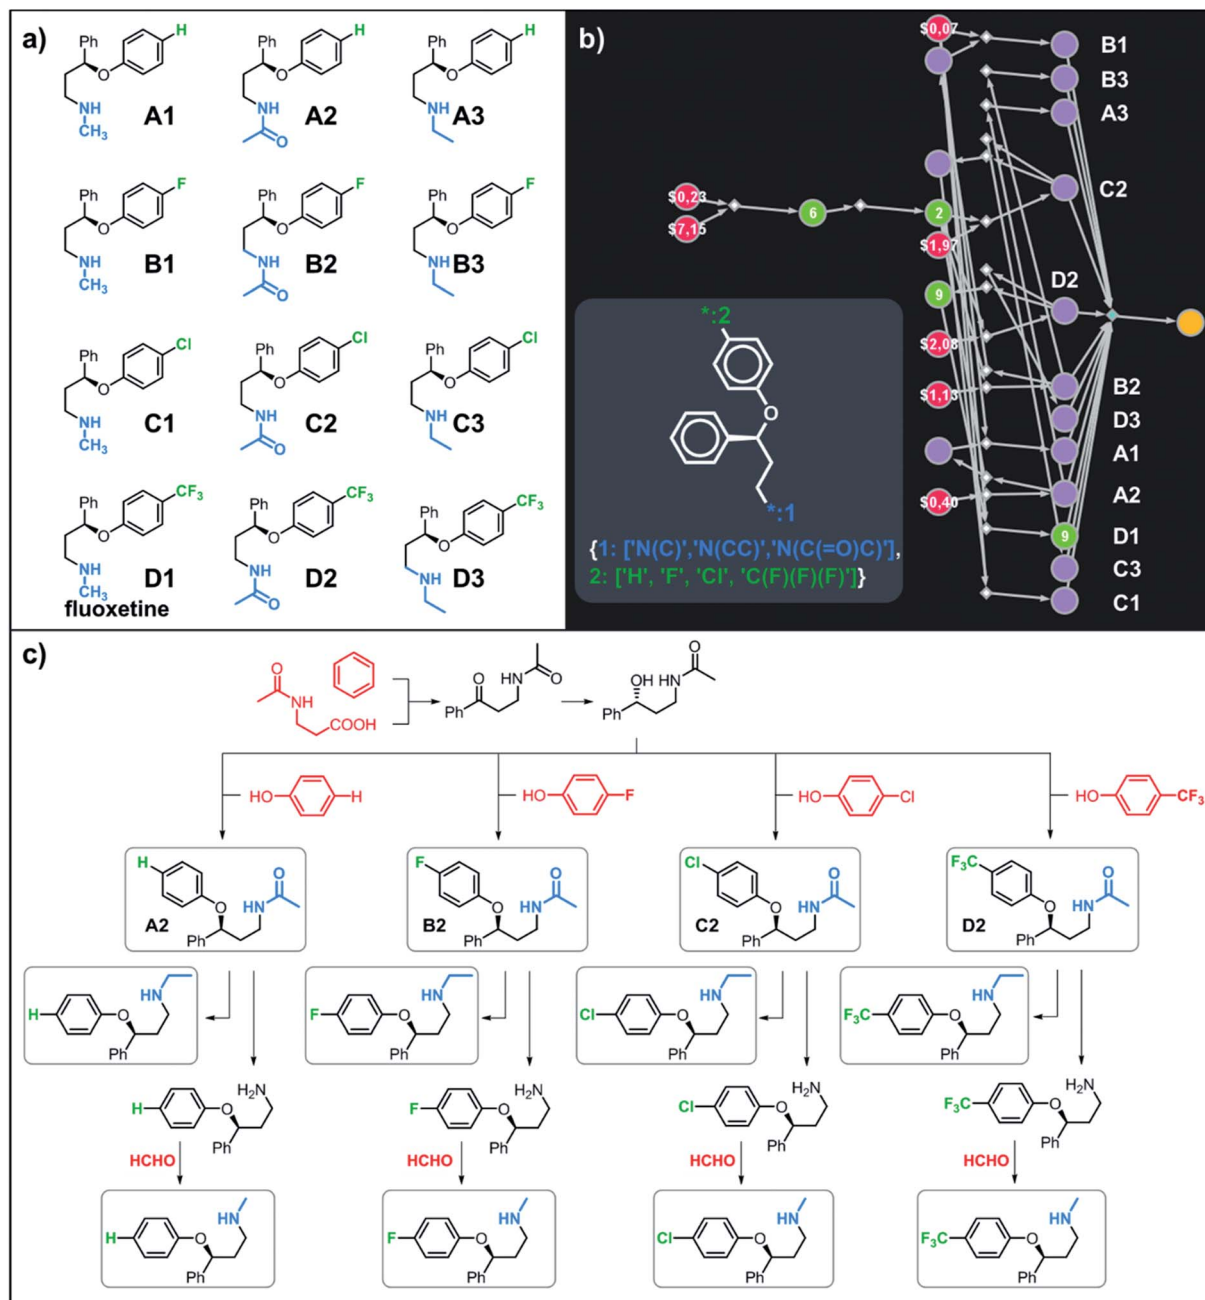 a)
Ph
H
O
NH
CH3
A1
Ph
H
O
NH
O
A2
Ph
H
O
NH
A3
Ph
F
O
NH
CH3
B1
Ph
F
O
NH
O
B2
Ph
F
O
NH
B3
Ph
Cl
O
NH
CH3
C1
Ph
Cl
O
NH
O
C2
Ph
Cl
O
NH
C3
Ph
CF3
O
NH
CH3
D1
fluoxetine
Ph
CF3
O
NH
O
D2
Ph
CF3
O
NH
D3
b)
$0,07
B1
B3
A3
C2
$0,23
6
2
$7,15
$1,97
D2
9
$2,08
B2
$1,13
D3
A1
A2
$0,40
9
D1
C3
C1
*:2
O
*:1
{1: ['N(C)','N(CC)','N(C(=O)C)'],
2: ['H', 'F', 'Cl', 'C(F)(F)(F)']}
c)
O
NH
COOH
O
Ph
HN
O
OH
Ph
HN
O
HO
H
HO
F
HO
Cl
HO
CF3
H
O
O
HN
A2
Ph
F
O
O
HN
B2
Ph
Cl
O
O
HN
C2
Ph
F3C
O
O
HN
D2
Ph
HN
H
O
Ph
HN
F
O
Ph
HN
Cl
O
Ph
HN
F3C
O
Ph
H2N
H
O
Ph
H2N
F
O
Ph
H2N
Cl
O
Ph
H2N
F3C
O
Ph
HCHO
HCHO
HCHO
HCHO
HN
H
O
Ph
HN
F
O
Ph
HN
Cl
O
Ph
HN
F3C
O
Ph